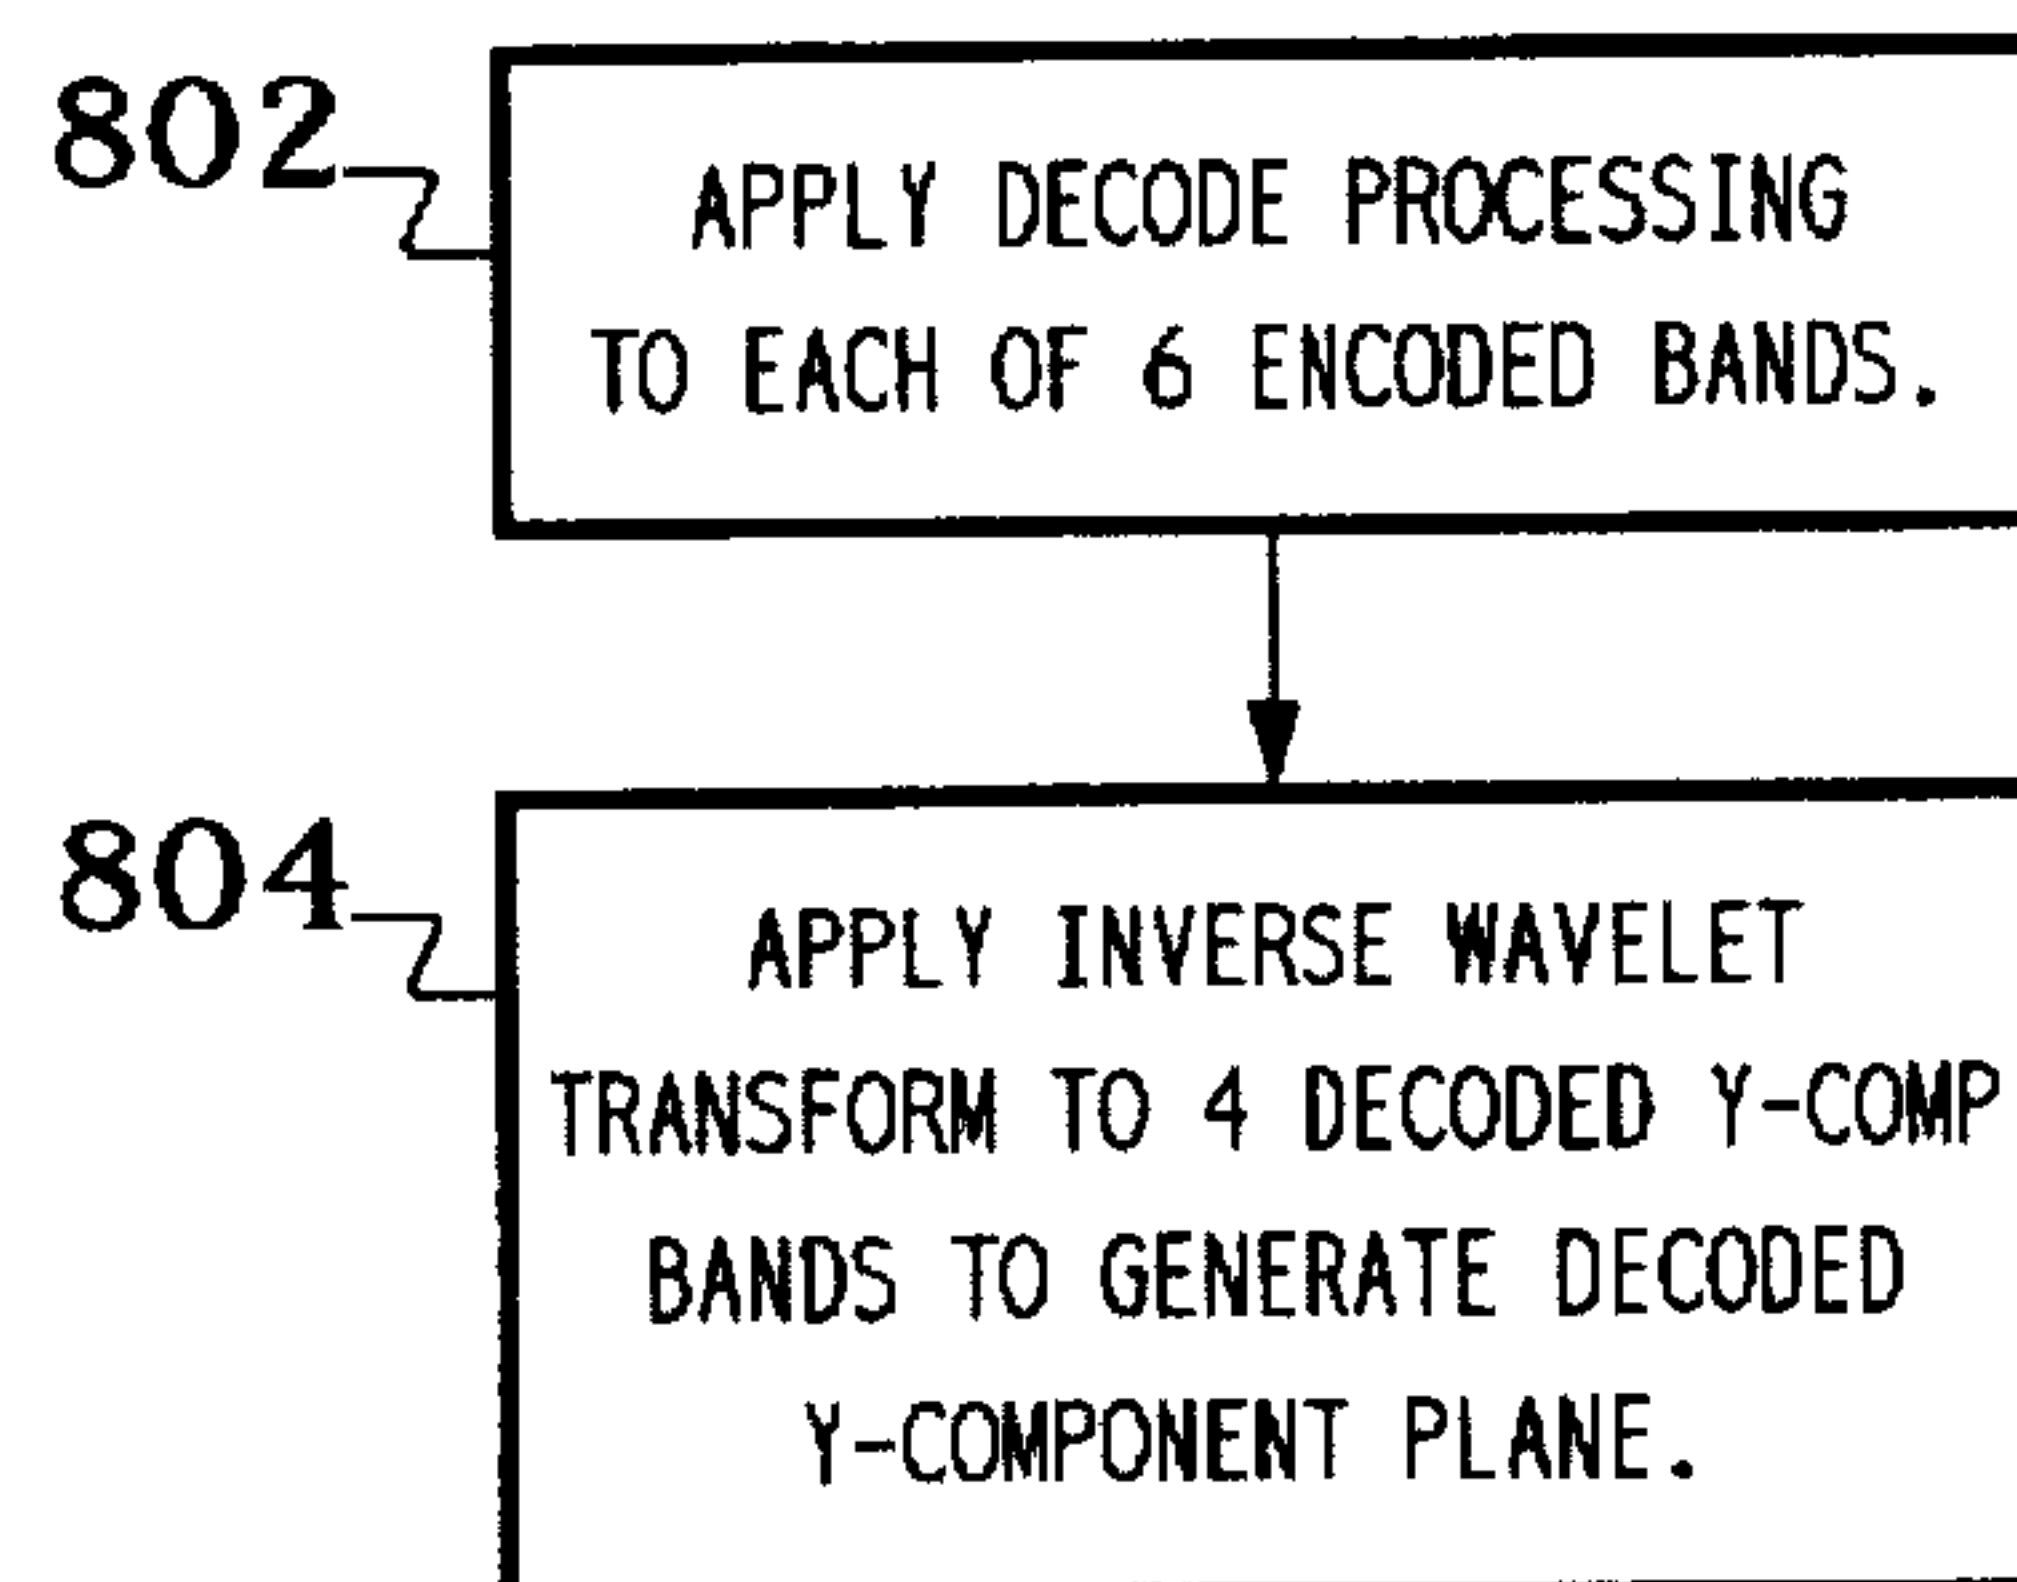 802
APPLY DECODE PROCESSING
TO EACH OF 6 ENCODED BANDS.
804
APPLY INVERSE WAVELET
TRANSFORM TO 4 DECODED Y-COMP
BANDS TO GENERATE DECODED
Y-COMPONENT PLANE.